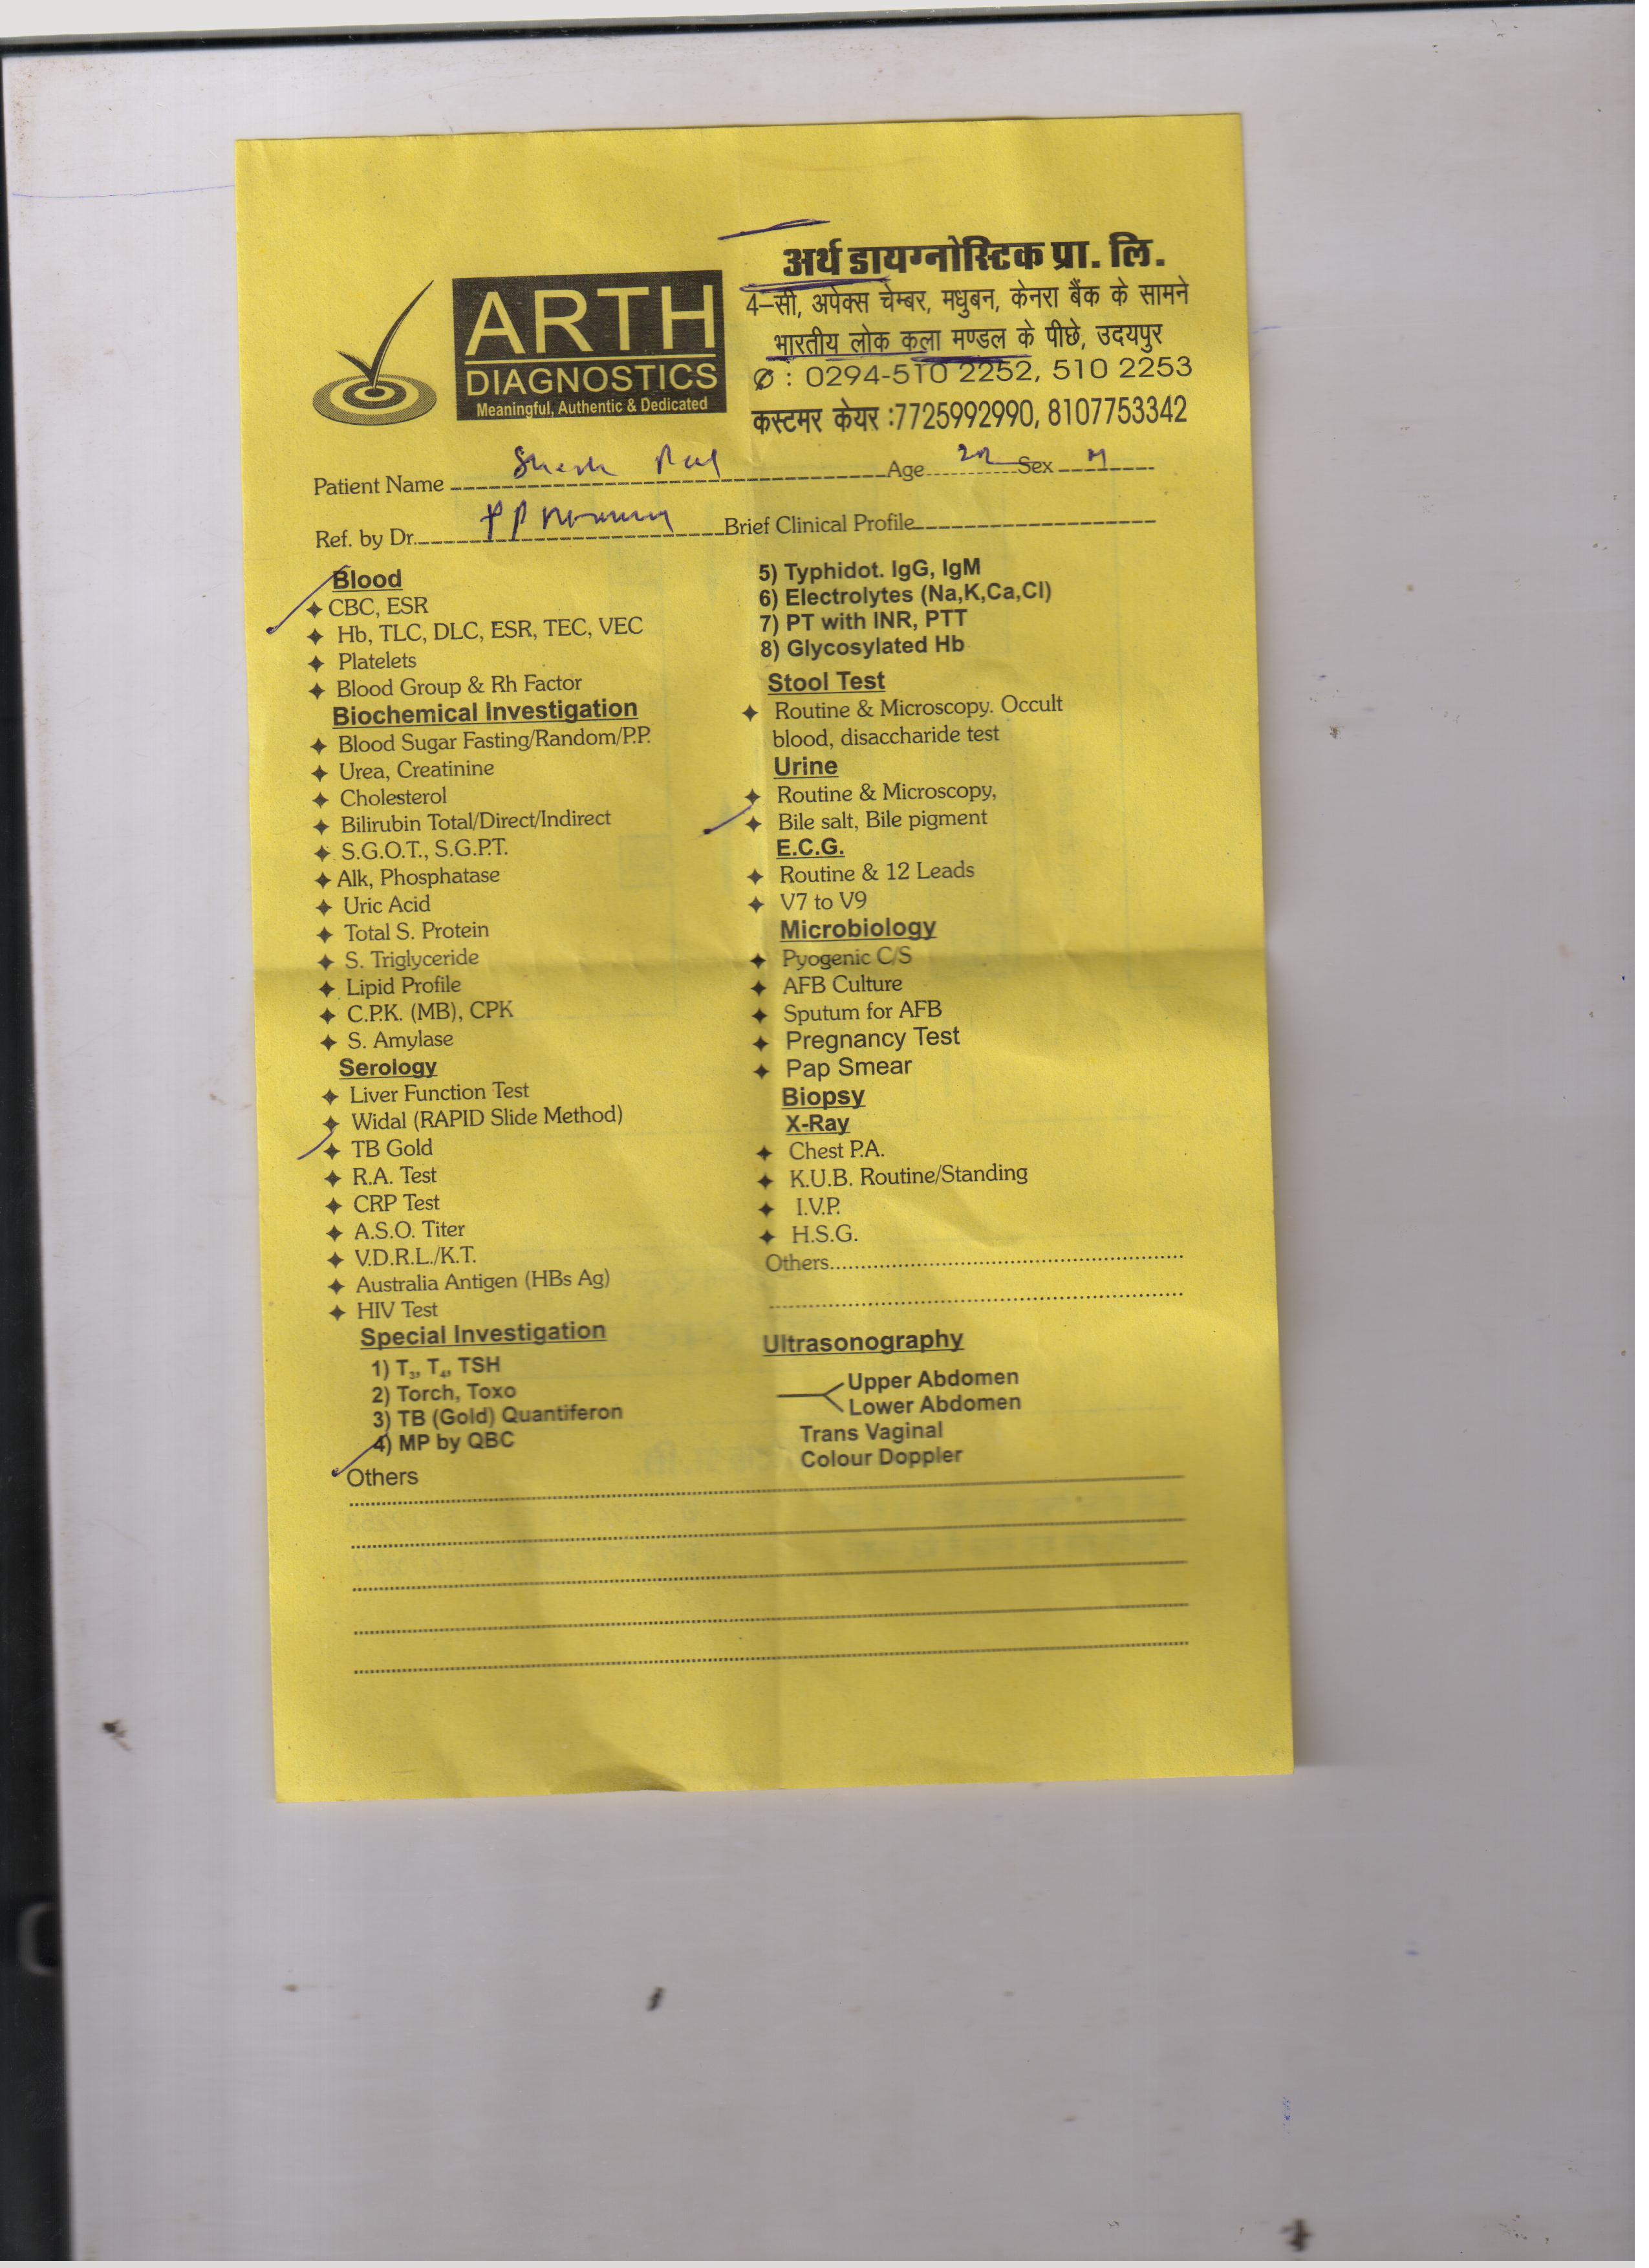 अर्थ डायग्नोस्टिक प्रा. लि.
4–सी, अपेक्स चेम्बर, मधुबन, केनरा बैंक के सामने
भारतीय लोक कला मण्डल के पीछे, उदयपुर
✆ : 0294-510 2252, 510 2253
कस्टमर केयर :7725992990, 8107753342
ARTH
DIAGNOSTICS
Meaningful, Authentic & Dedicated
Patient Name Age Sex M
Ref. by Dr. Brief Clinical Profile
Blood
CBC, ESR
Hb, TLC, DLC, ESR, TEC, VEC
Platelets
Blood Group & Rh Factor
Biochemical Investigation
Blood Sugar Fasting/Random/P.P.
Urea, Creatinine
Cholesterol
Bilirubin Total/Direct/Indirect
S.G.O.T., S.G.P.T.
Alk, Phosphatase
Uric Acid
Total S. Protein
S. Triglyceride
Lipid Profile
C.P.K. (MB), CPK
S. Amylase
Serology
Liver Function Test
Widal (RAPID Slide Method)
TB Gold
R.A. Test
CRP Test
A.S.O. Titer
V.D.R.L./K.T.
Australia Antigen (HBs Ag)
HIV Test
Special Investigation
1) T3, T4, TSH
2) Torch, Toxo
3) TB (Gold) Quantiferon
4) MP by QBC
Others
5) Typhidot. IgG, IgM
6) Electrolytes (Na,K,Ca,Cl)
7) PT with INR, PTT
8) Glycosylated Hb
Stool Test
Routine & Microscopy. Occult
blood, disaccharide test
Urine
Routine & Microscopy,
Bile salt, Bile pigment
E.C.G.
Routine & 12 Leads
V7 to V9
Microbiology
Pyogenic C/S
AFB Culture
Sputum for AFB
Pregnancy Test
Pap Smear
Biopsy
X-Ray
Chest P.A.
K.U.B. Routine/Standing
I.V.P.
H.S.G.
Others
Ultrasonography
Upper Abdomen
Lower Abdomen
Trans Vaginal
Colour Doppler